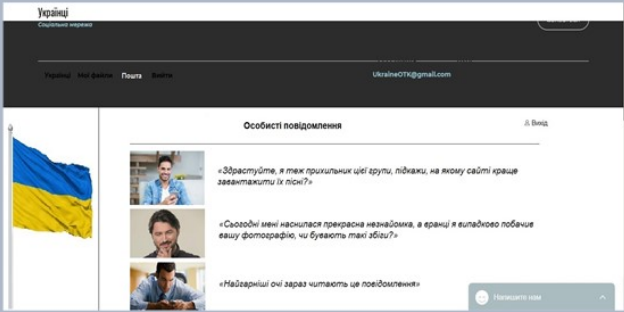 Українці
Соціальна мережа
Українці Мої файли Пошта Вийти
UkraineOTK@gmail.com
Особисті повідомлення
Вихід
«Здрастуйте, я теж прихильник цієї групи, підкажи, на якому сайті краще
завантажити їх пісні?»
«Сьогодні мені наснилася прекрасна незнайомка, а вранці я випадково побачив
вашу фотографію, чи бувають такі збіги?»
«Найгарніші очі зараз читають це повідомлення»
Напишите нам